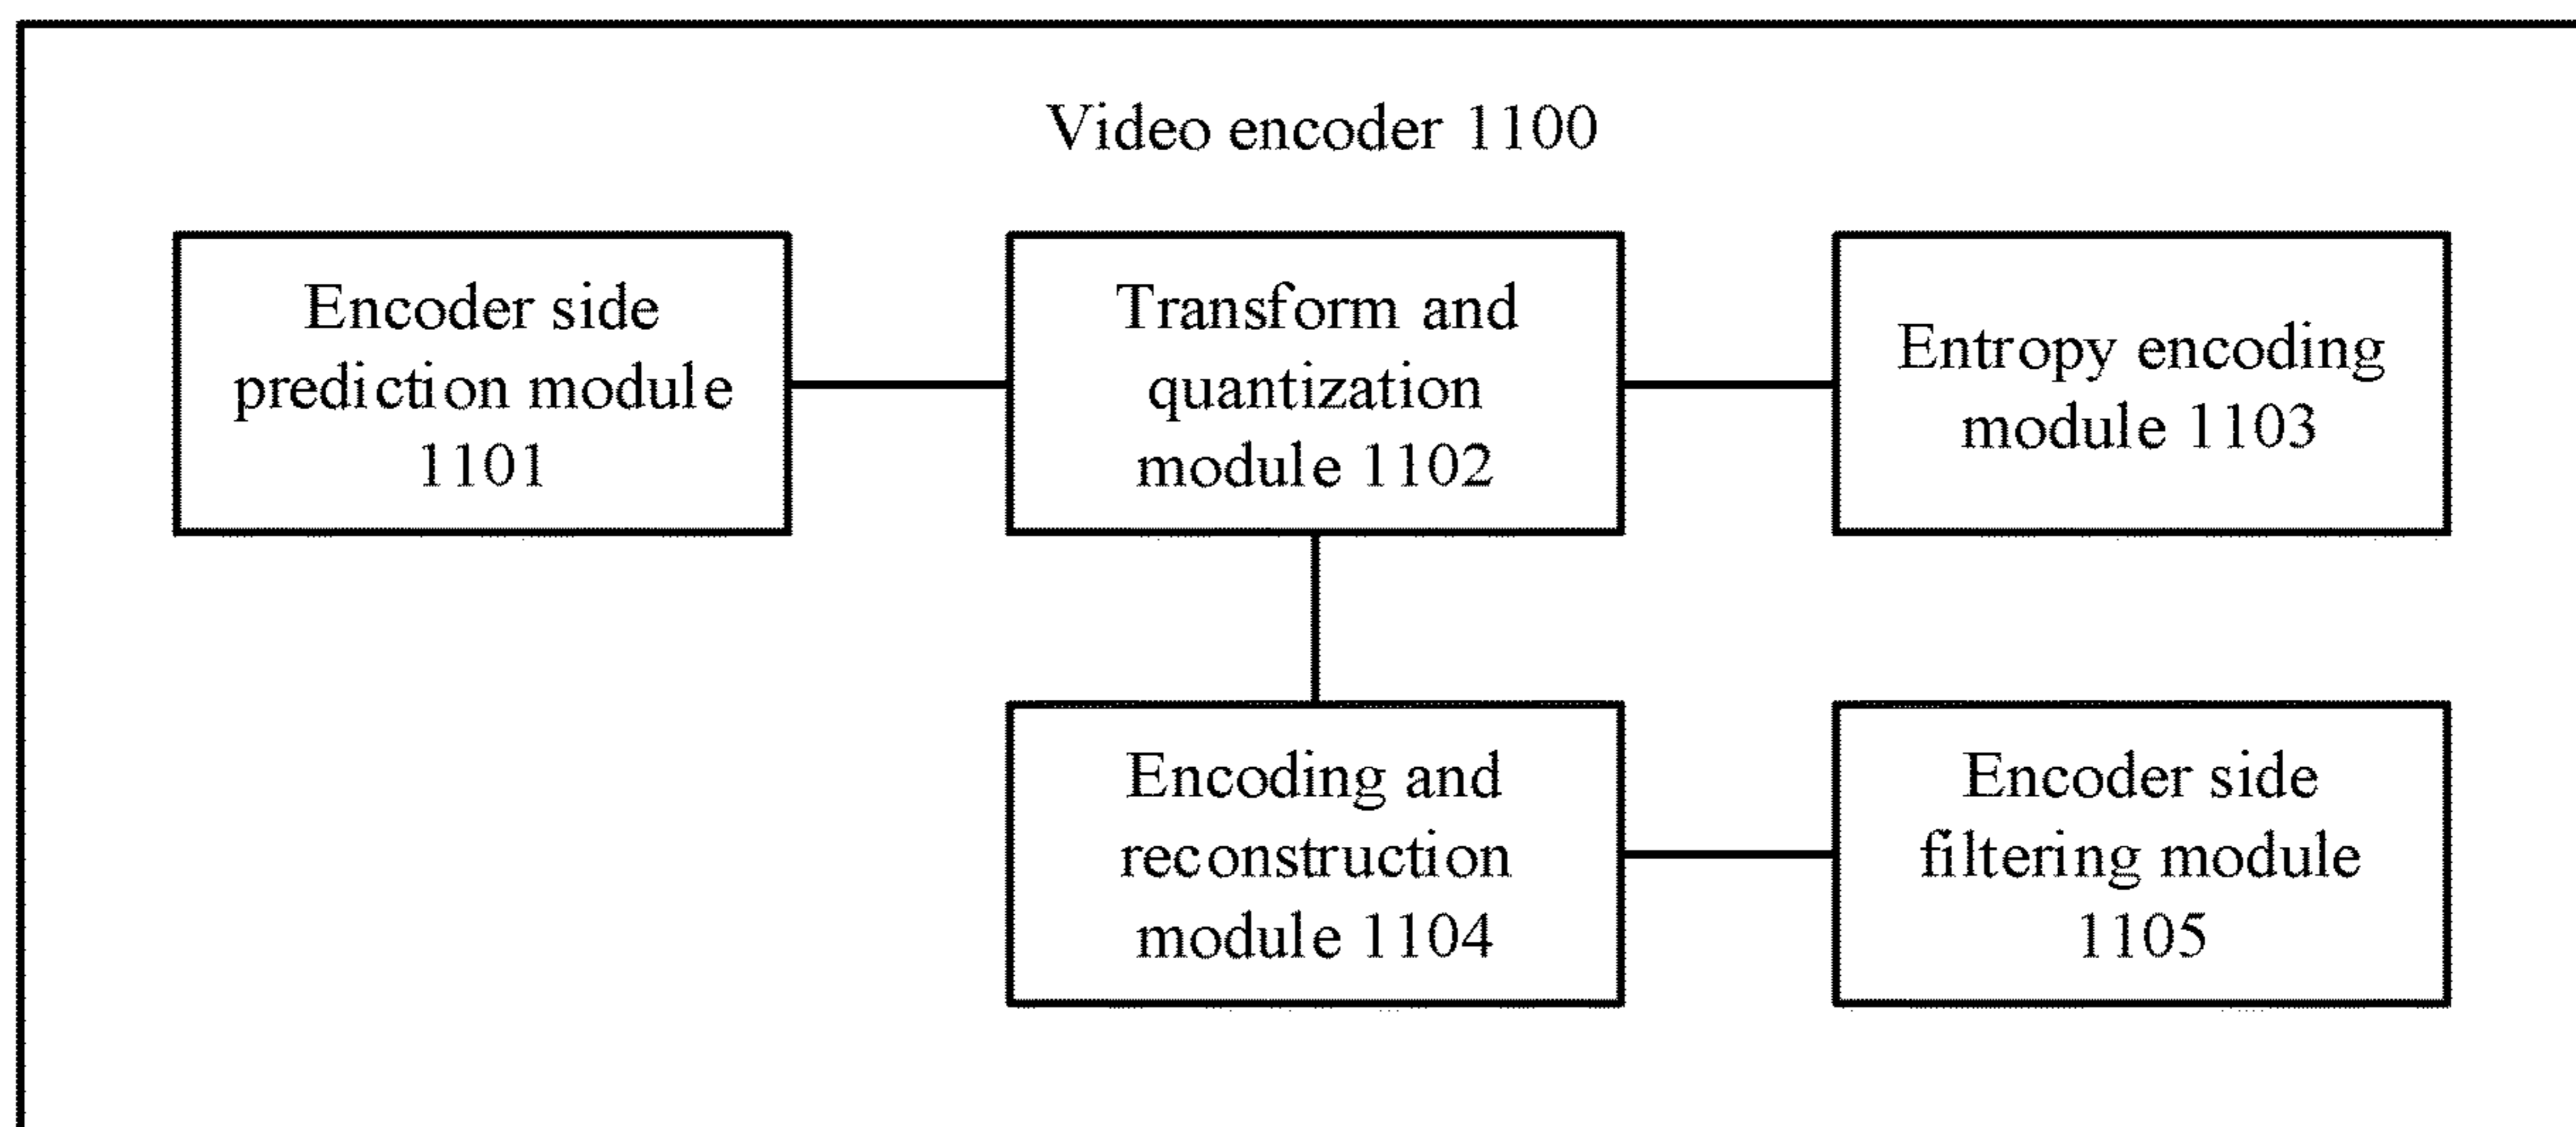 Video encoder 1100
Encoder side
prediction module
1101
Transform and
quantization
module 1102
Entropy encoding
module 1103
Encoding and
reconstruction
module 1104
Encoder side
filtering module
1105